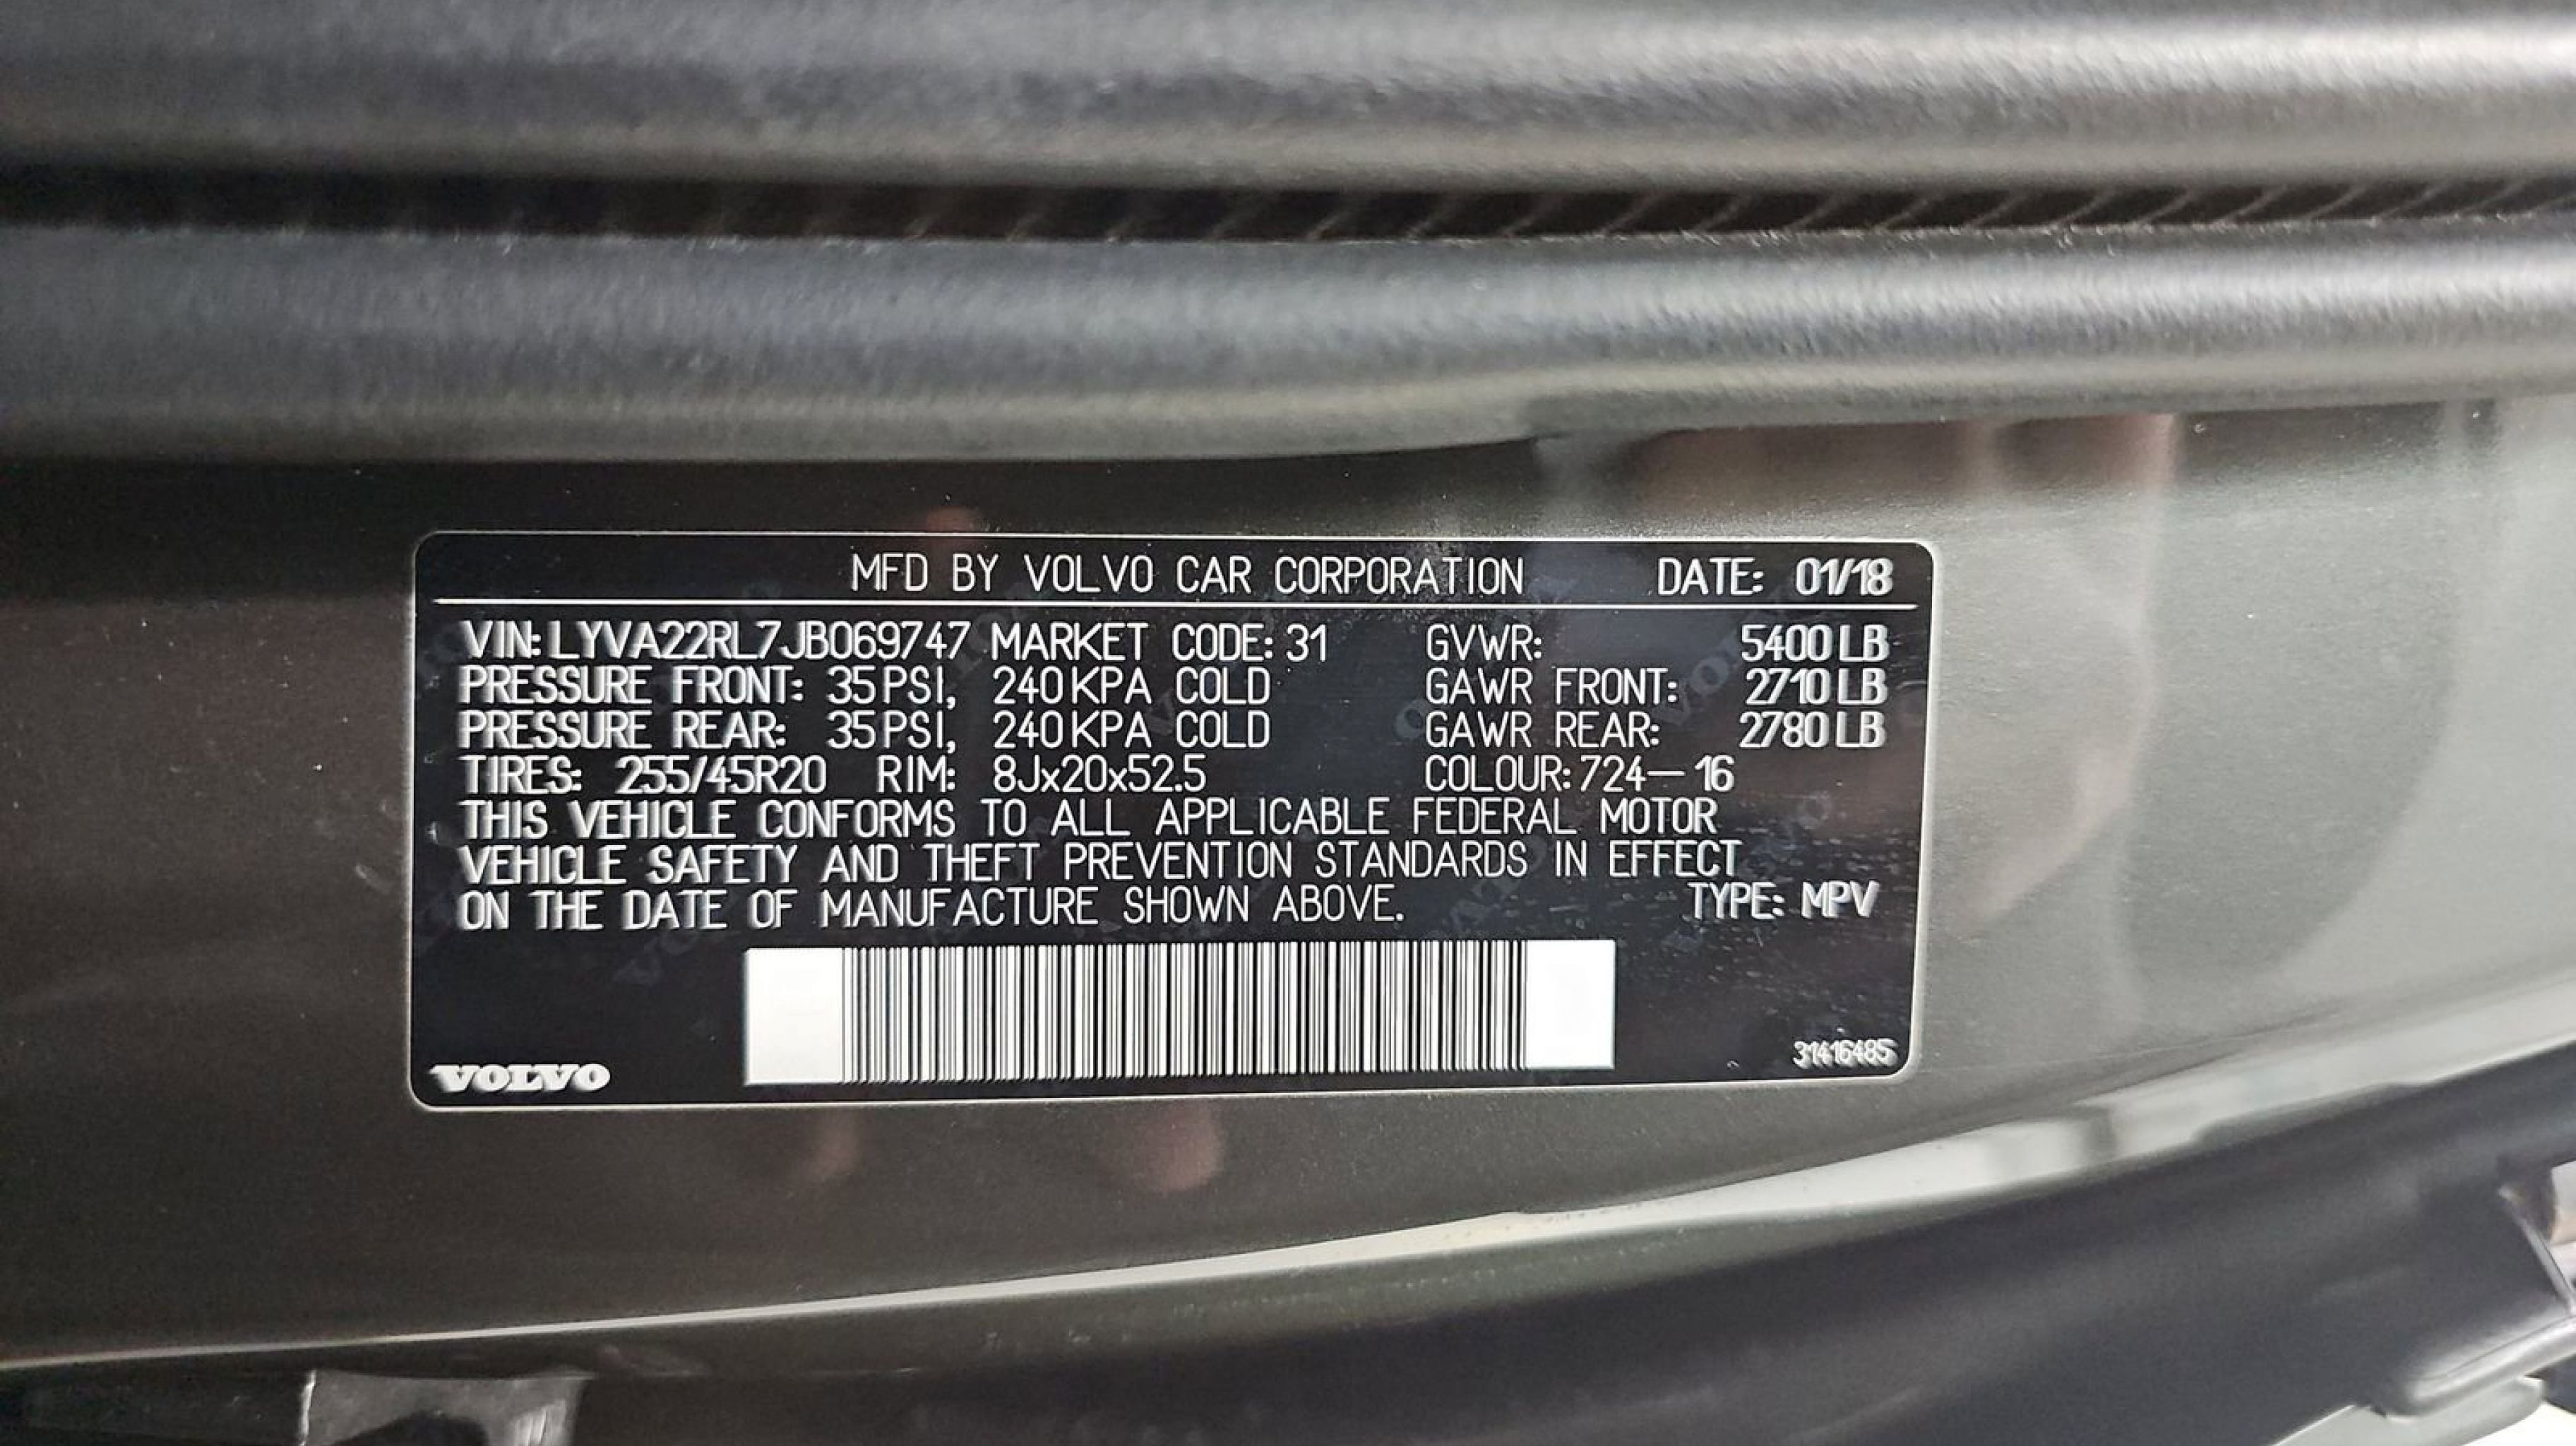 MFD BY VOLVO CAR CORPORATION DATE: 01/18
VIN: LYVA22RL7JB069747 MARKET CODE: 31 GVWR: 5400 LB
PRESSURE FRONT: 35 PSI, 240 KPA COLD GAWR FRONT: 2710 LB
PRESSURE REAR: 35 PSI, 240 KPA COLD GAWR REAR: 2780 LB
TIRES: 255/45R20 RIM: 8Jx20x52.5 COLOUR: 724—16
THIS VEHICLE CONFORMS TO ALL APPLICABLE FEDERAL MOTOR
VEHICLE SAFETY AND THEFT PREVENTION STANDARDS IN EFFECT
ON THE DATE OF MANUFACTURE SHOWN ABOVE. TYPE: MPV
VOLVO 31416485